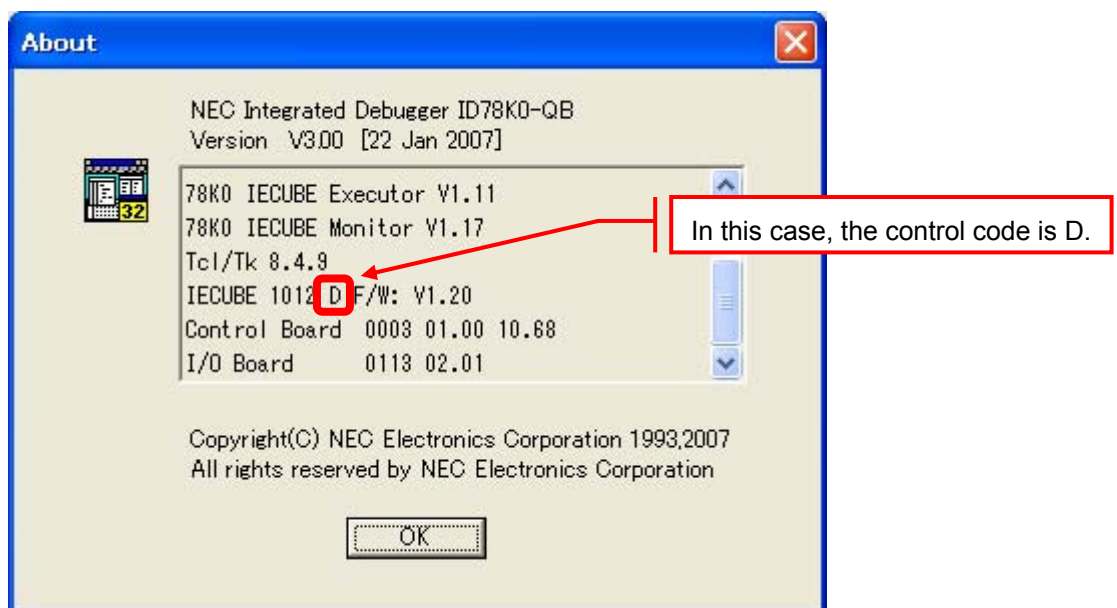 About
NEC Integrated Debugger ID78K0-QB
Version V3.00 [22 Jan 2007]
32
78K0 IECUBE Executor V1.11
78K0 IECUBE Monitor V1.17
Tcl/Tk 8.4.9
IECUBE 1012 D F/W: V1.20
Control Board 0003 01.00 10.68
I/O Board 0113 02.01
In this case, the control code is D.
Copyright(C) NEC Electronics Corporation 1993,2007
All rights reserved by NEC Electronics Corporation
OK